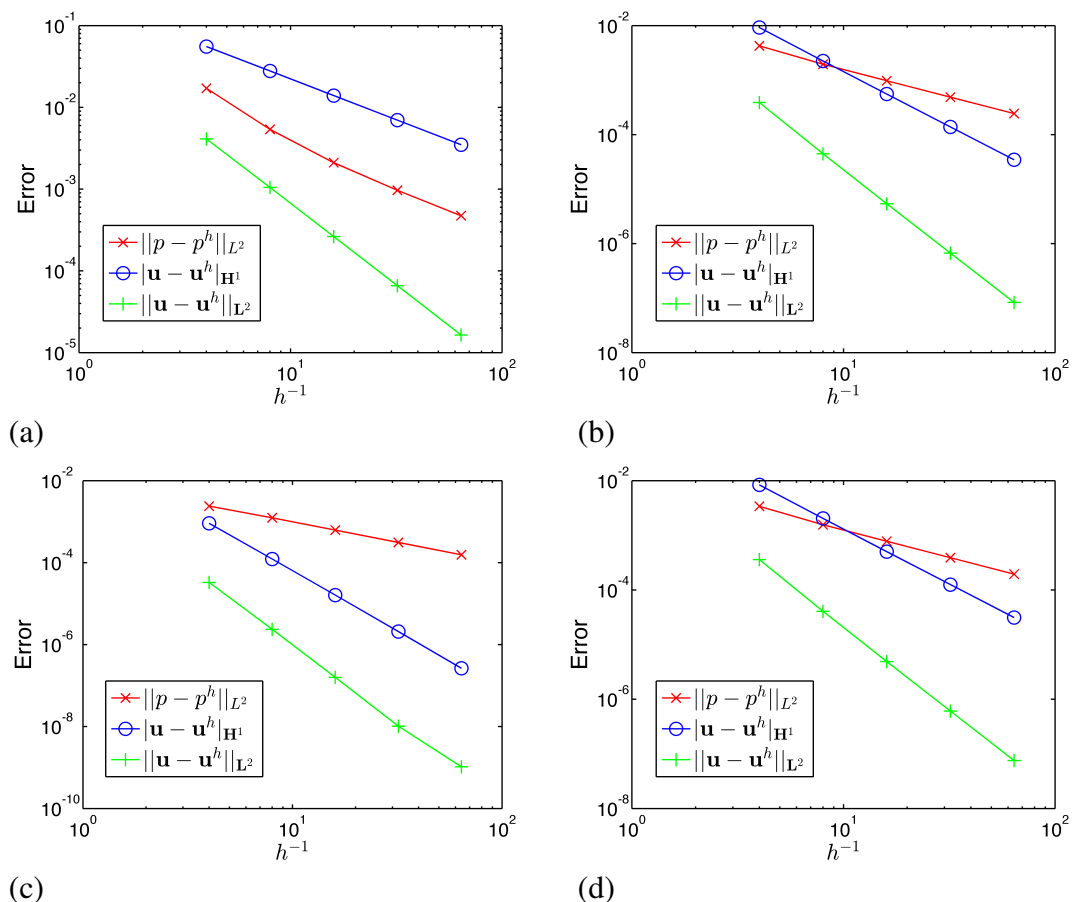 10^-1
10^-2
10^-3
10^-4
10^-5
Error
||p − p^h||_{L^2}
|𝐮 − 𝐮^h|_{𝐇^1}
||𝐮 − 𝐮^h||_{𝐋^2}
10^0
10^1
10^2
h^−1
(a)
10^-2
10^-4
10^-6
10^-8
Error
||p − p^h||_{L^2}
|𝐮 − 𝐮^h|_{𝐇^1}
||𝐮 − 𝐮^h||_{𝐋^2}
10^0
10^1
10^2
h^−1
(b)
10^-2
10^-4
10^-6
10^-8
10^-10
Error
||p − p^h||_{L^2}
|𝐮 − 𝐮^h|_{𝐇^1}
||𝐮 − 𝐮^h||_{𝐋^2}
10^0
10^1
10^2
h^−1
(c)
10^-2
10^-4
10^-6
10^-8
Error
||p − p^h||_{L^2}
|𝐮 − 𝐮^h|_{𝐇^1}
||𝐮 − 𝐮^h||_{𝐋^2}
10^0
10^1
10^2
h^−1
(d)